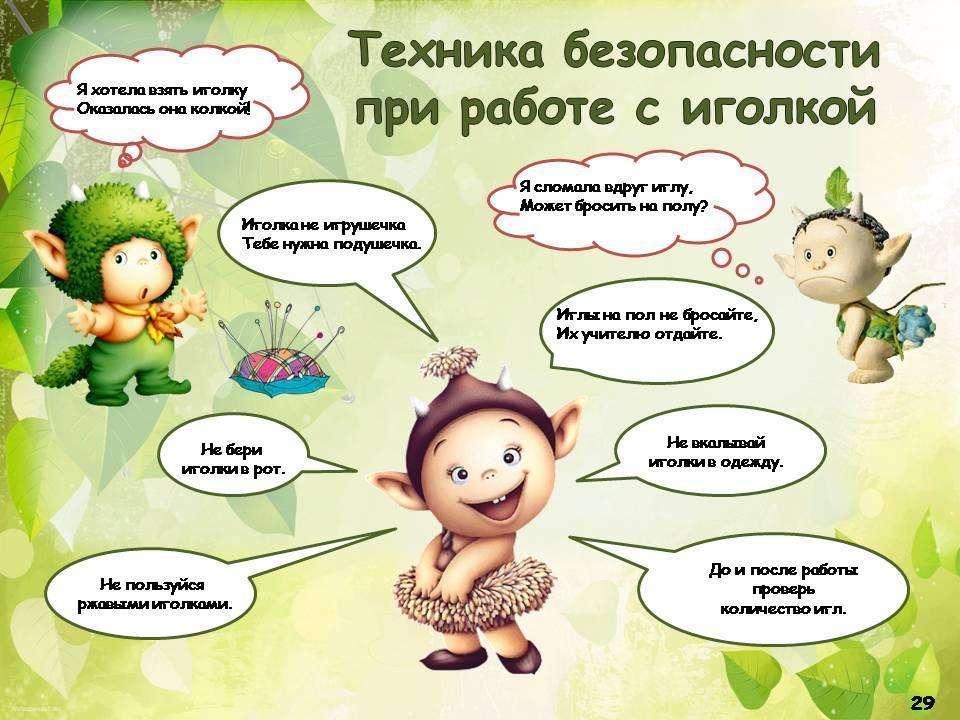 Техника безопасности
при работе с иголкой
Я хотела взять иголку
Оказалась она колкой!
Иголка не игрушечка
Тебе нужна подушечка.
Я сломала вдруг иглу,
Может бросить на полу?
Иглы на пол не бросайте,
Их учителю отдайте.
Не бери
иголки в рот.
Не вкалывай
иголки в одежду.
Не пользуйся
ржавыми иголками.
До и после работы
проверь
количество игл.
29